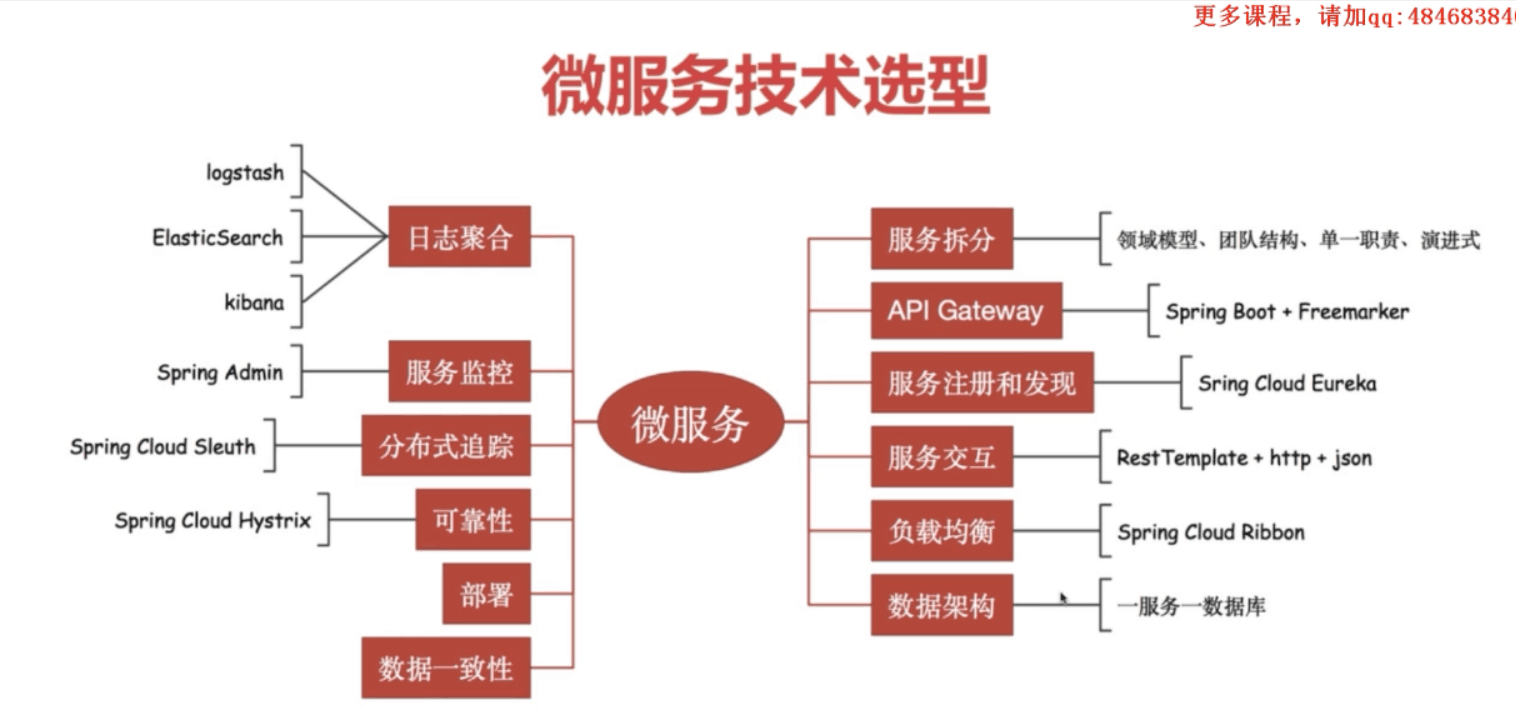 更多课程，请加qq:48468384
微服务技术选型
logstash
ElasticSearch
kibana
日志聚合
Spring Admin
服务监控
Spring Cloud Sleuth
分布式追踪
Spring Cloud Hystrix
可靠性
部署
数据一致性
微服务
服务拆分
领域模型、团队结构、单一职责、演进式
API Gateway
Spring Boot + Freemarker
服务注册和发现
Sring Cloud Eureka
服务交互
RestTemplate + http + json
负载均衡
Spring Cloud Ribbon
数据架构
一服务一数据库